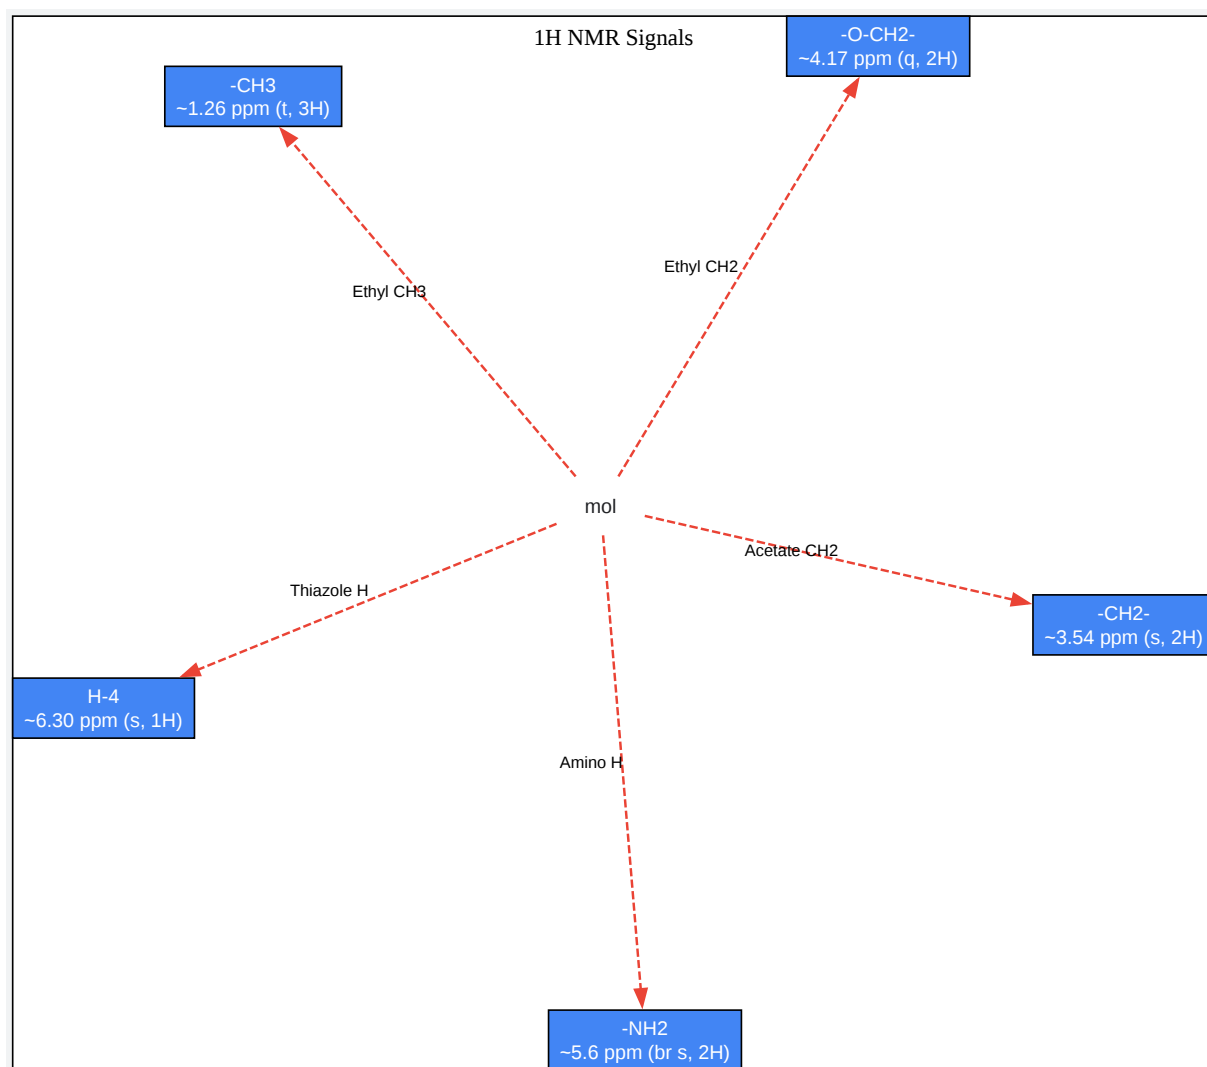 1H NMR Signals
-O-CH2-
~4.17 ppm (q, 2H)
-CH3
~1.26 ppm (t, 3H)
Ethyl CH2
Ethyl CH3
mol
Acetate CH2
Thiazole H
-CH2-
~3.54 ppm (s, 2H)
H-4
~6.30 ppm (s, 1H)
Amino H
-NH2
~5.6 ppm (br s, 2H)